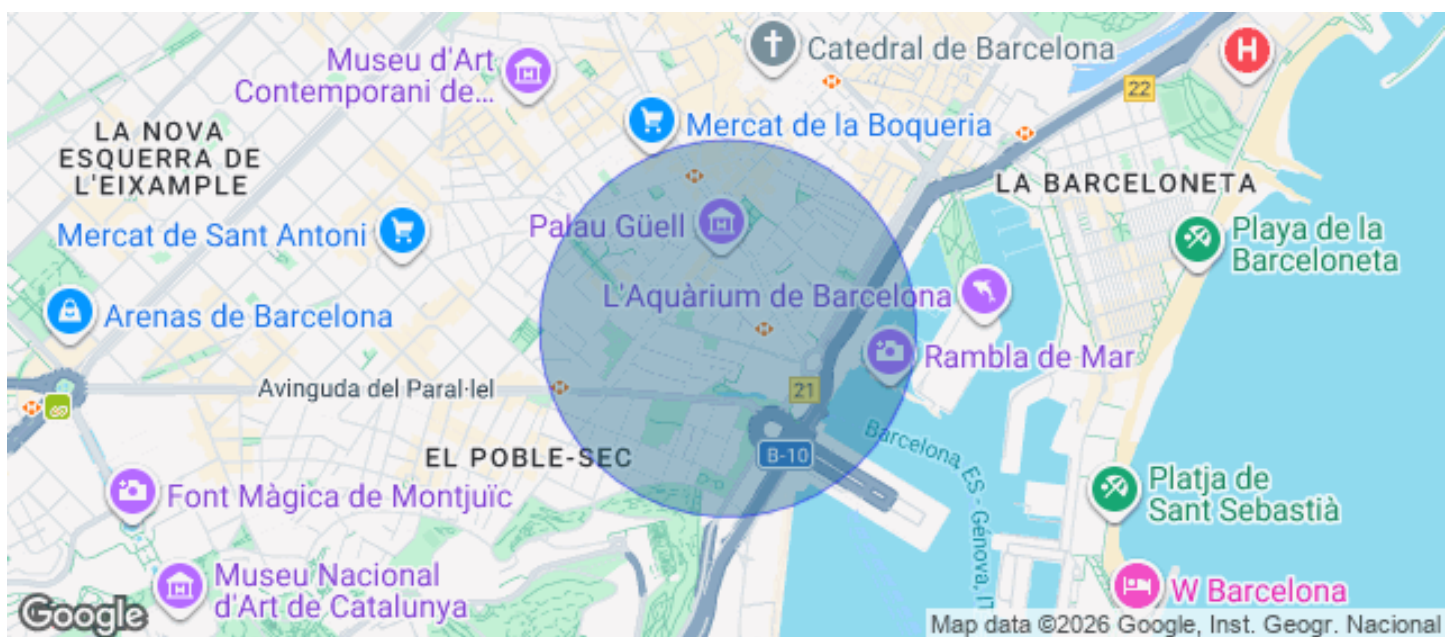 Museu d'Art
Contemporani de...
Catedral de Barcelona
H
22
LA NOVA
ESQUERRA DE
L'EIXAMPLE
Mercat de la Boqueria
LA BARCELONETA
Mercat de Sant Antoni
Palau Güell
Playa de la
Barceloneta
Arenas de Barcelona
L'Aquàrium de Barcelona
Rambla de Mar
Avinguda del Paral·lel
21
EL POBLE-SEC
B-10
Barcelona, ES - Génova, IT
Font Màgica de Montjuïc
Platja de
Sant Sebastià
Museu Nacional
d'Art de Catalunya
W Barcelona
Google
Map data ©2026 Google, Inst. Geogr. Nacional